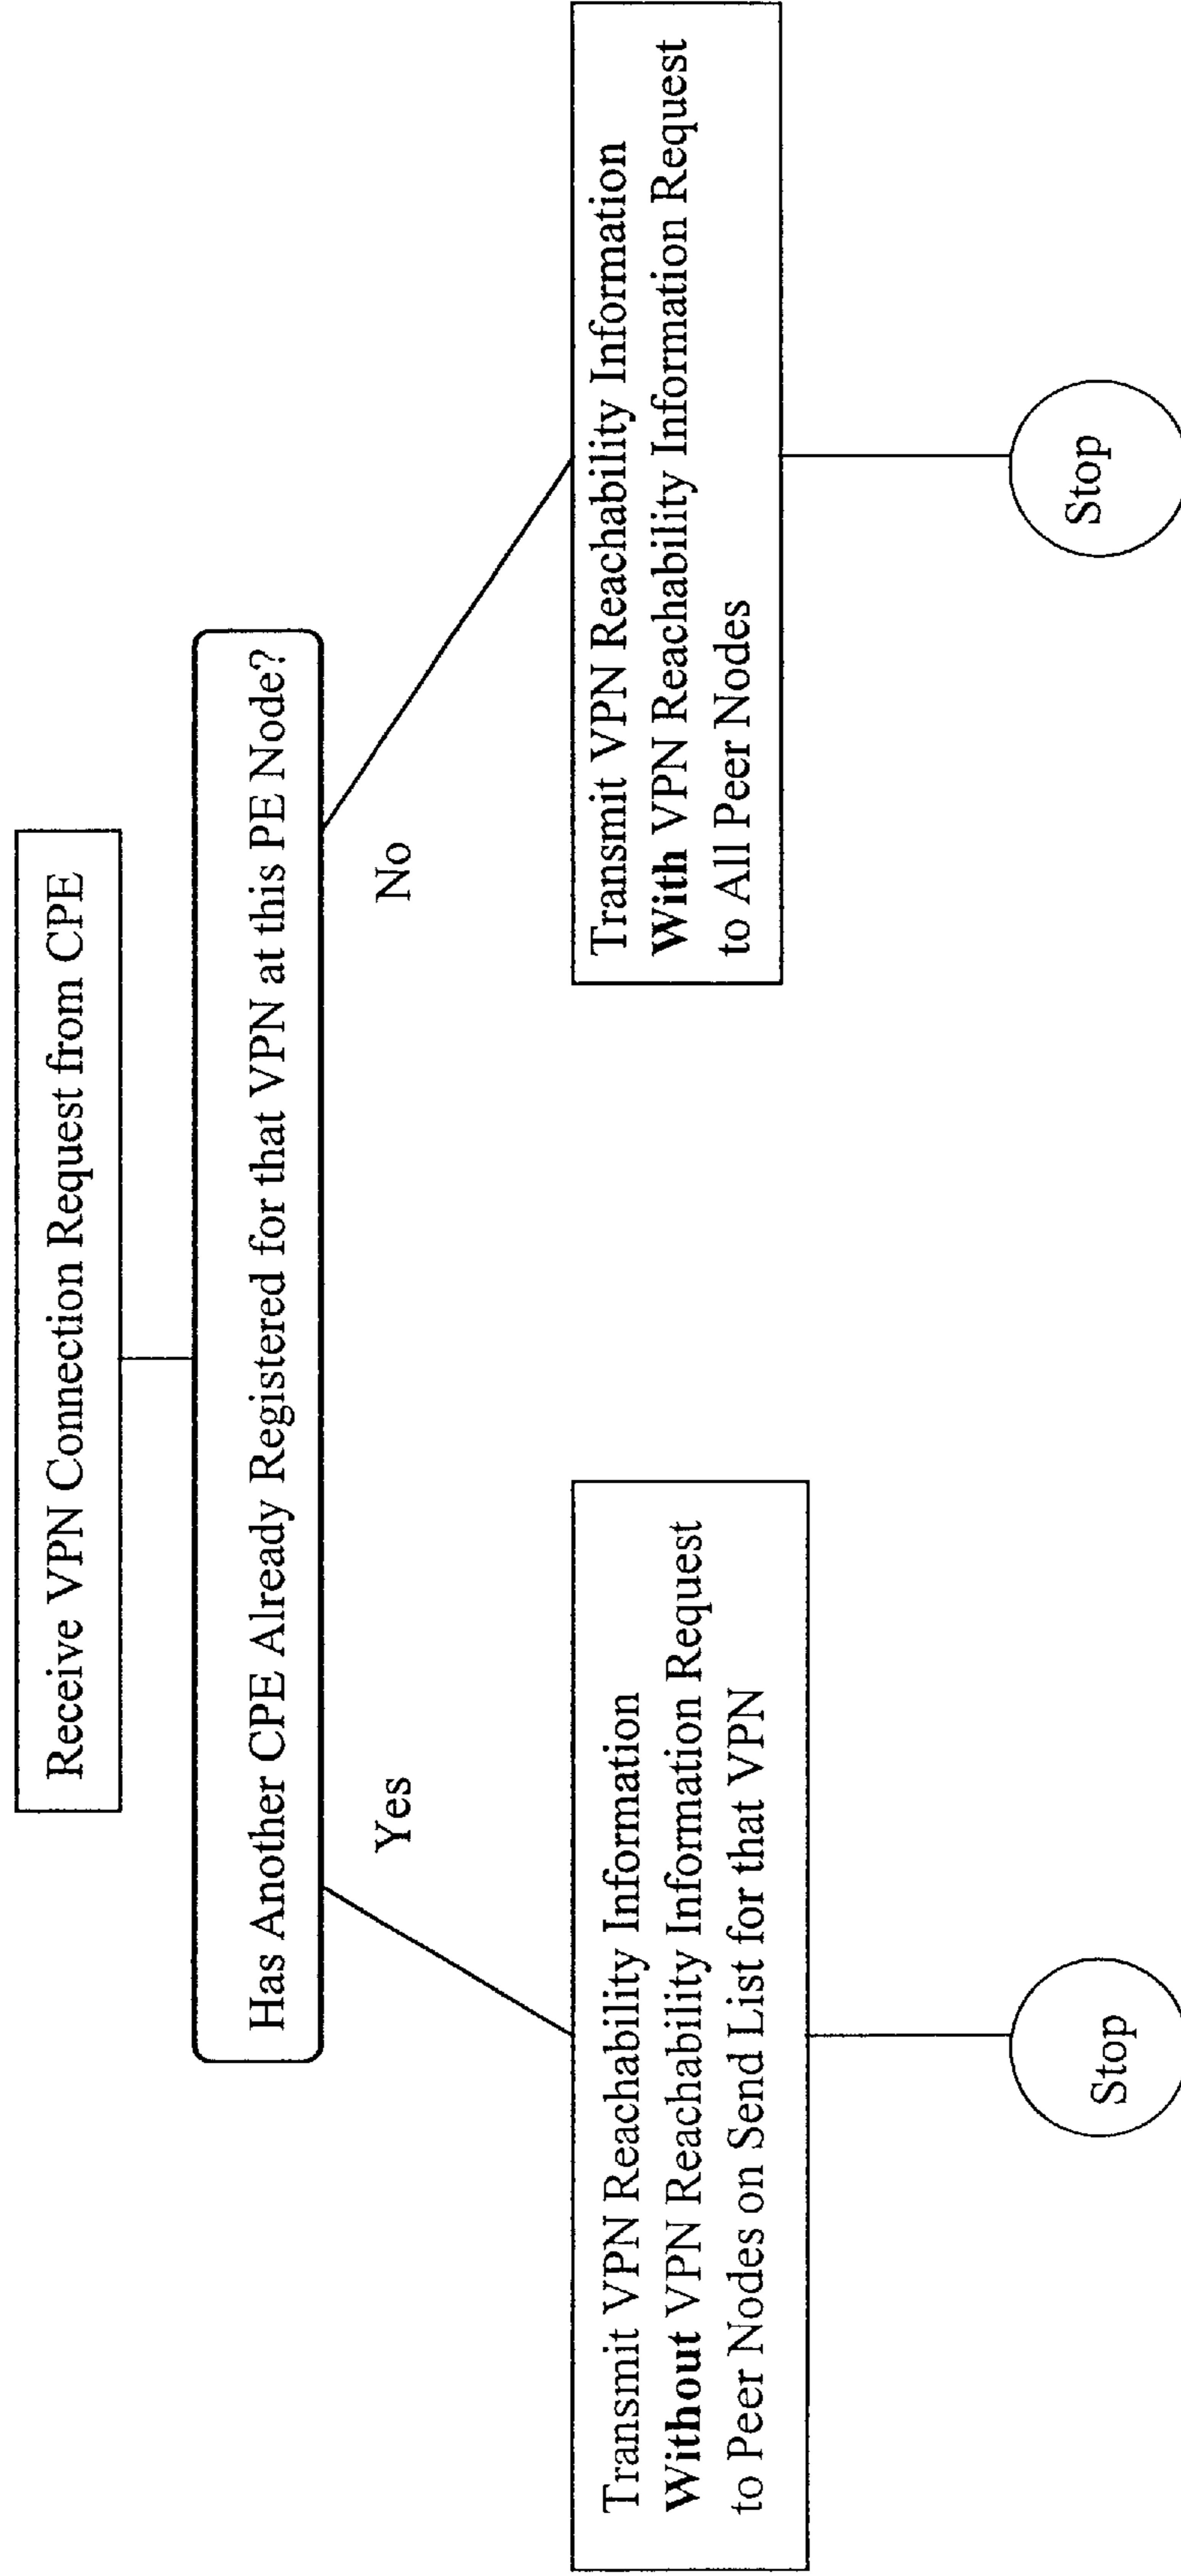 Receive VPN Connection Request from CPE
Has Another CPE Already Registered for that VPN at this PE Node?
Yes
No
Transmit VPN Reachability Information
Without VPN Reachability Information Request
to Peer Nodes on Send List for that VPN
Transmit VPN Reachability Information
With VPN Reachability Information Request
to All Peer Nodes
Stop
Stop